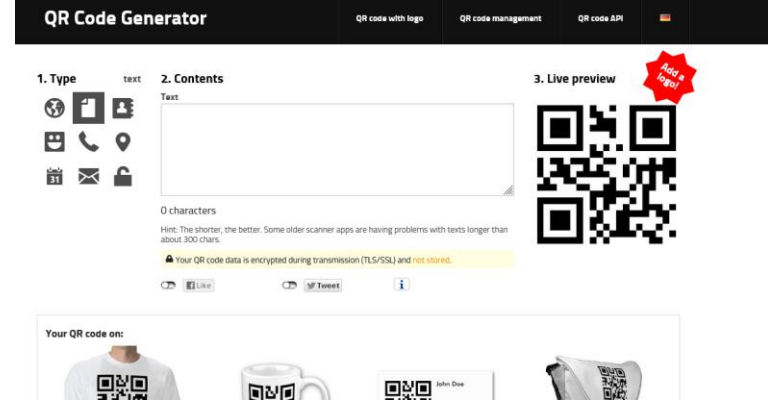 QR Code Generator
QR code with logo
QR code management
QR code API
1. Type
text
2. Contents
3. Live preview
Add a
logo!
Text
31
0 characters
Hint: The shorter, the better. Some older scanner apps are having problems with texts longer than
about 300 chars.
Your QR code data is encrypted during transmission (TLS/SSL) and not stored.
Like
Tweet
i
Your QR code on:
John Doe